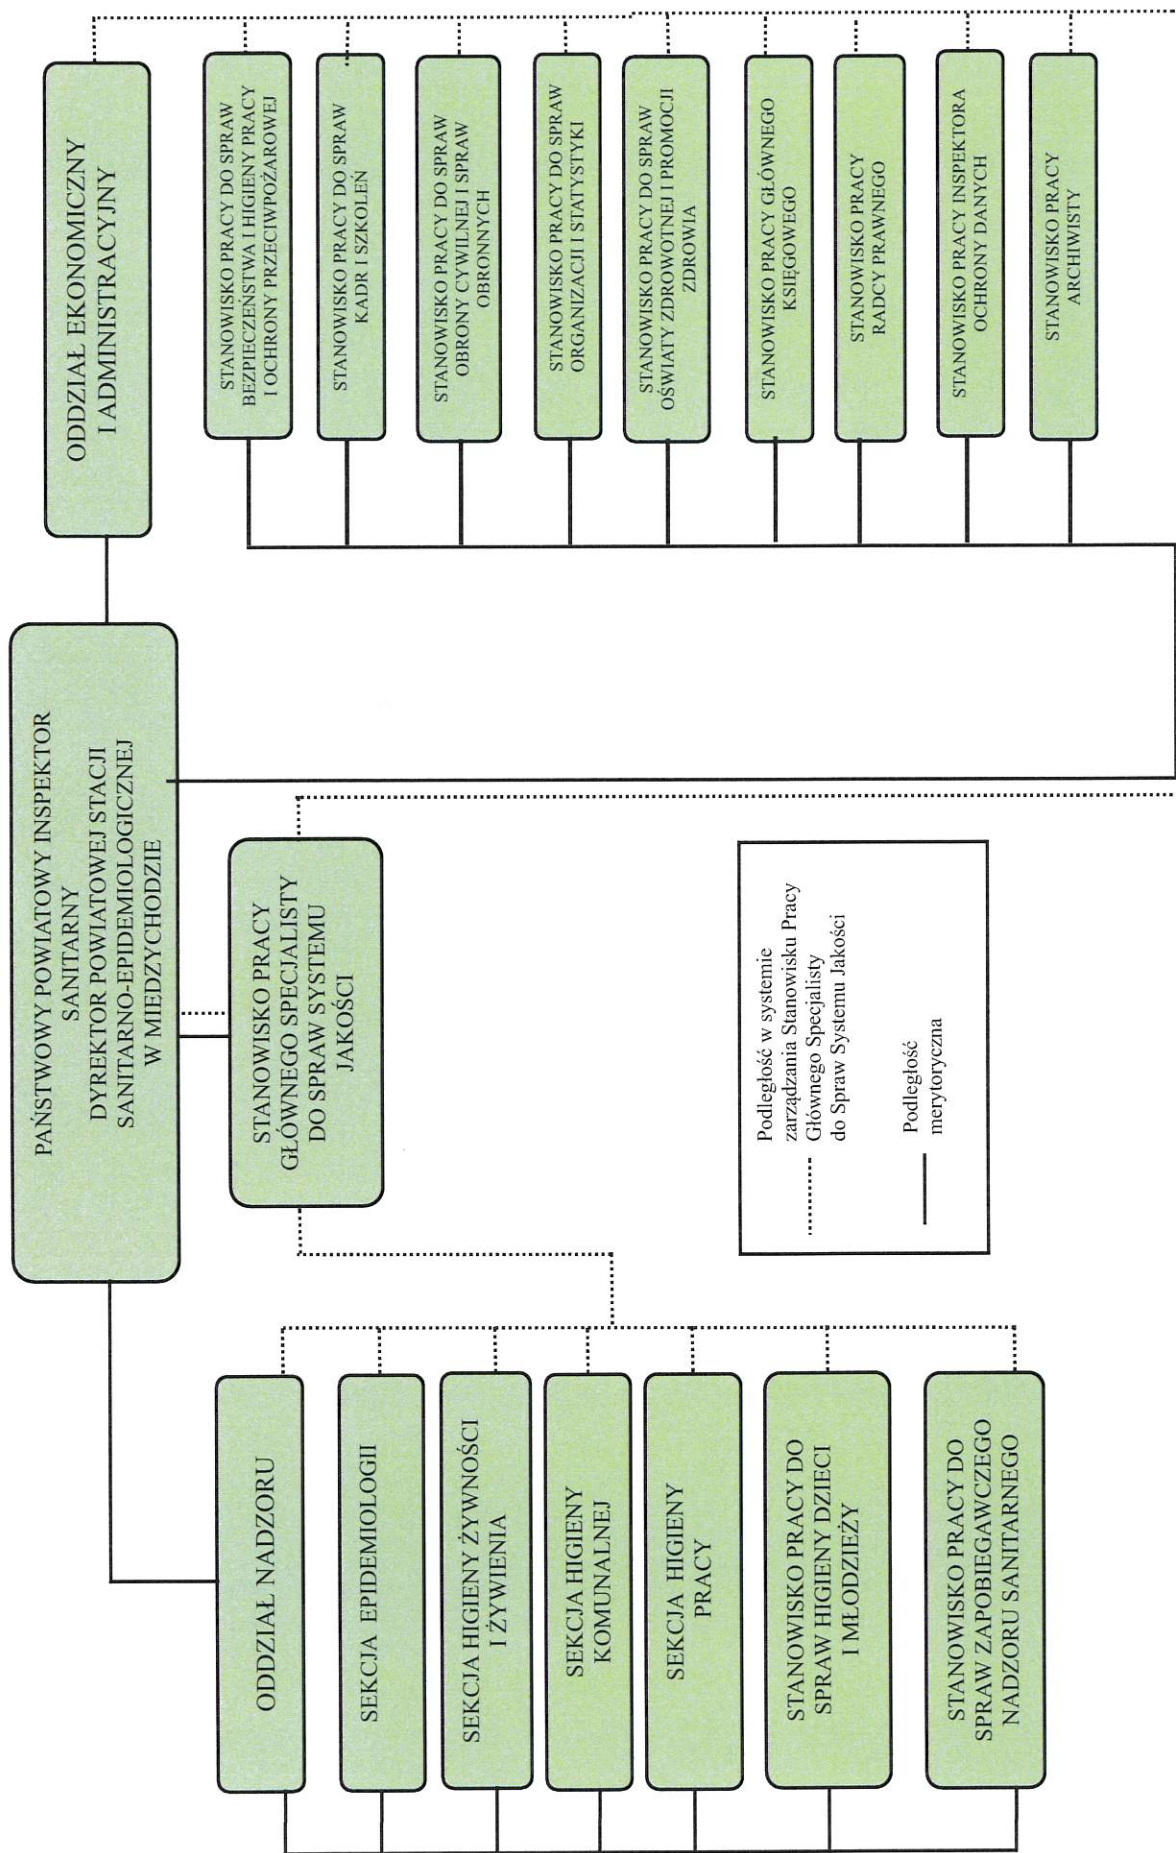 PAŃSTWOWY POWIATOWY INSPEKTOR
SANITARNY
DYREKTOR POWIATOWEJ STACJI
SANITARNO-EPIDEMIOLOGICZNEJ
W MIEDZYCHODZIE
ODDZIAŁ EKONOMICZNY
I ADMINISTRACYJNY
STANOWISKO PRACY
GŁÓWNEGO SPECJALISTY
DO SPRAW SYSTEMU
JAKOŚCI
ODDZIAŁ NADZORU
SEKCJA EPIDEMIOLOGII
SEKCJA HIGIENY ŻYWNOŚCI
I ŻYWIENIA
SEKCJA HIGIENY
KOMUNALNEJ
SEKCJA HIGIENY
PRACY
STANOWISKO PRACY DO
SPRAW HIGIENY DZIECI
I MŁODZIEŻY
STANOWISKO PRACY DO
SPRAW ZAPOBIEGAWCZEGO
NADZORU SANITARNEGO
STANOWISKO PRACY DO SPRAW
BEZPIECZEŃSTWA I HIGIENY PRACY
I OCHRONY PRZECIWPOŻAROWEJ
STANOWISKO PRACY DO SPRAW
KADR I SZKOLEŃ
STANOWISKO PRACY DO SPRAW
OBRONY CYWILNEJ I SPRAW
OBRONNYCH
STANOWISKO PRACY DO SPRAW
ORGANIZACJI I STATYSTYKI
STANOWISKO PRACY DO SPRAW
OŚWIATY ZDROWOTNEJ I PROMOCJI
ZDROWIA
STANOWISKO PRACY GŁÓWNEGO
KSIĘGOWEGO
STANOWISKO PRACY
RADCY PRAWNEGO
STANOWISKO PRACY INSPEKTORA
OCHRONY DANYCH
STANOWISKO PRACY
ARCHIWISTY
Podległość w systemie
zarządzania Stanowisku Pracy
Głównego Specjalisty
do Spraw Systemu Jakości
Podległość
merytoryczna